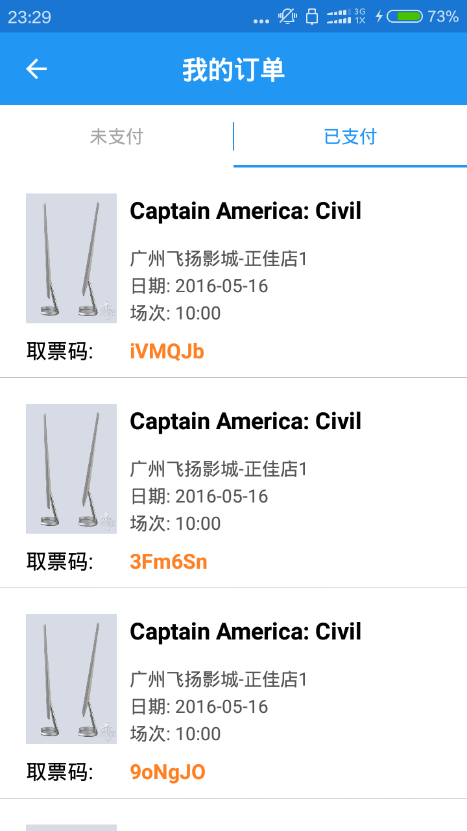 23:29
3G
1X
73%
我的订单
未支付
已支付
Captain America: Civil
广州飞扬影城-正佳店1
日期: 2016-05-16
场次: 10:00
取票码:
iVMQJb
Captain America: Civil
广州飞扬影城-正佳店1
日期: 2016-05-16
场次: 10:00
取票码:
3Fm6Sn
Captain America: Civil
广州飞扬影城-正佳店1
日期: 2016-05-16
场次: 10:00
取票码:
9oNgJO